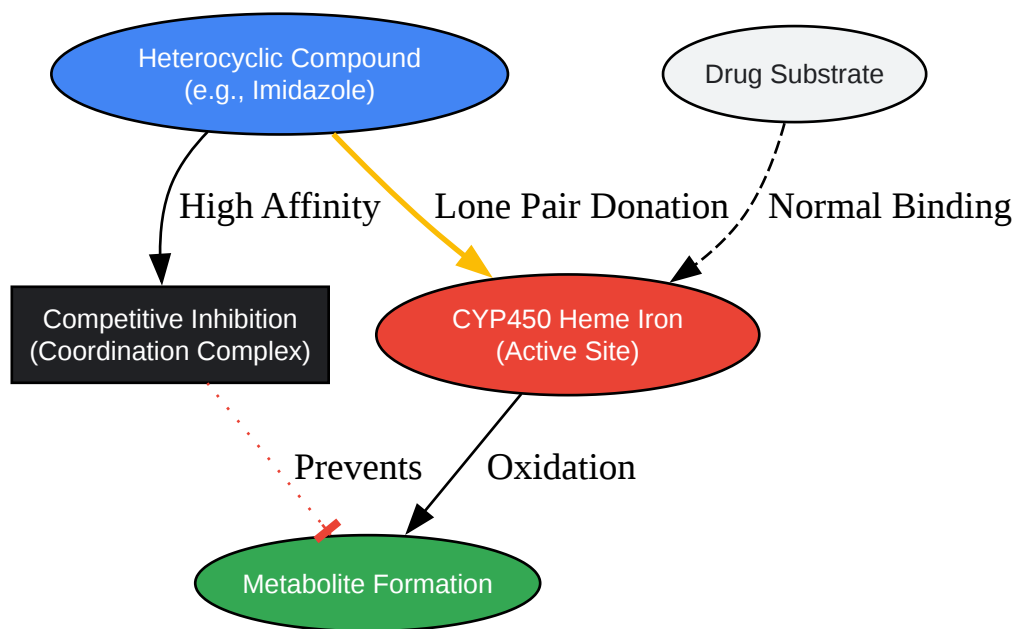 Heterocyclic Compound
(e.g., Imidazole)
Drug Substrate
High Affinity
Lone Pair Donation
Normal Binding
Competitive Inhibition
(Coordination Complex)
CYP450 Heme Iron
(Active Site)
Prevents
Oxidation
Metabolite Formation